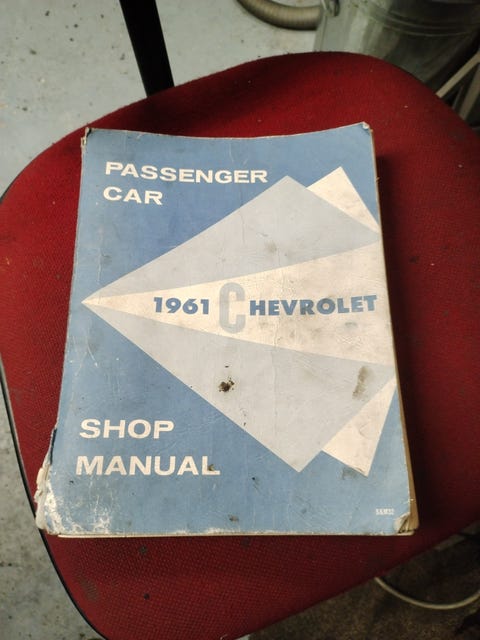 PASSENGER
CAR
1961 CHEVROLET
SHOP
MANUAL